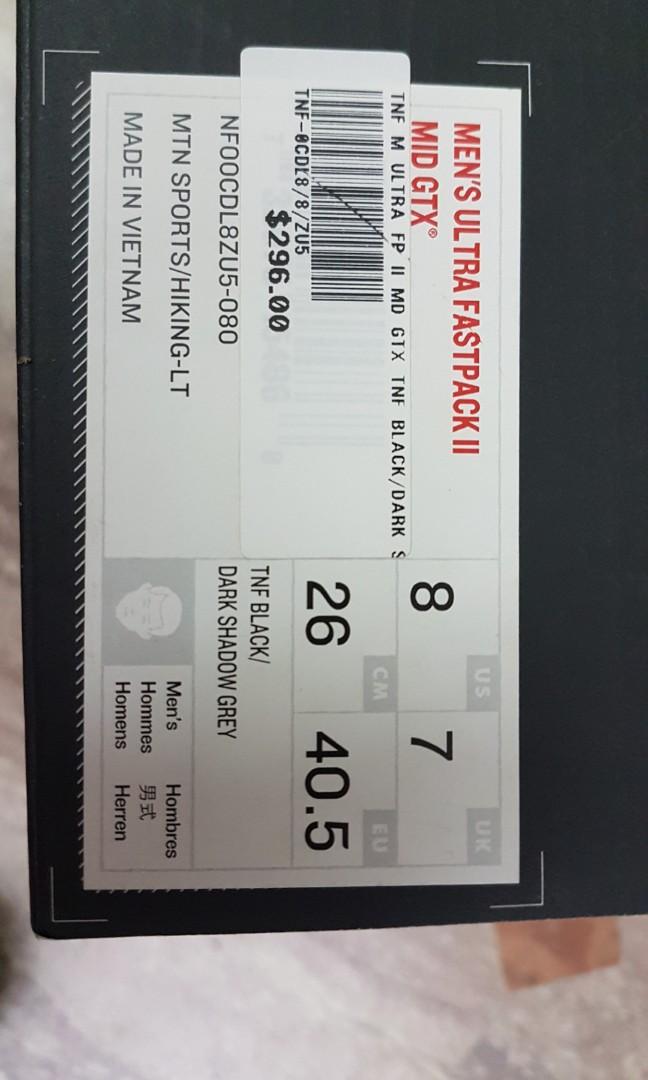 MEN'S ULTRA FASTPACK II
MID GTX®
TNF M ULTRA FP II MD GTX TNF BLACK/DARK S
TNF-0CDL8/8/ZU5
$296.00
NF00CDL8ZU5-080
MTN SPORTS/HIKING-LT
MADE IN VIETNAM
US
8
UK
7
CM
26
EU
40.5
TNF BLACK/
DARK SHADOW GREY
Men's Hombres
Hommes 男式
Homens Herren